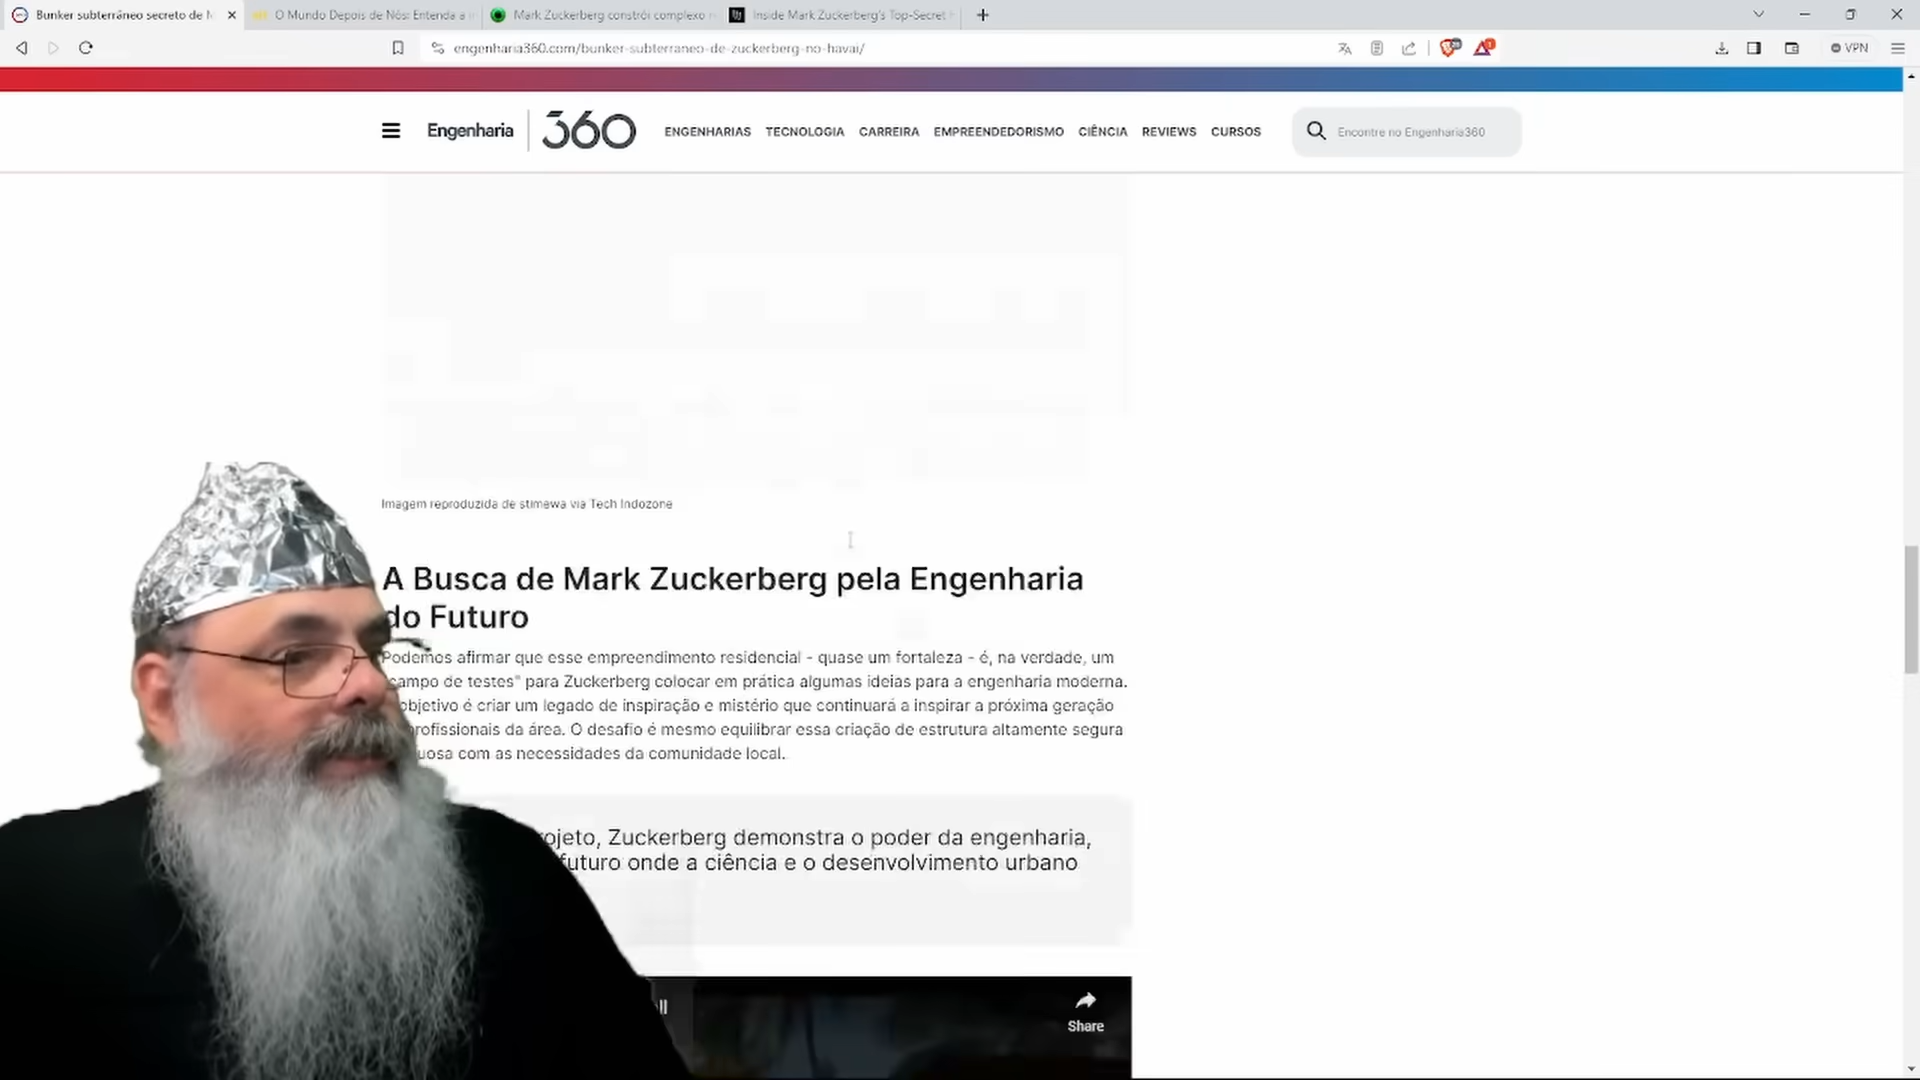 Bunker subterrâneo secreto de M
O Mundo Depois de Nós: Entenda a
Mark Zuckerberg constrói complexo
Inside Mark Zuckerberg's Top-Secret
engenharia360.com/bunker-subterraneo-de-zuckerberg-no-havai/
VPN
Engenharia 360
ENGENHARIAS TECNOLOGIA CARREIRA EMPREENDEDORISMO CIÊNCIA REVIEWS CURSOS
Encontre no Engenharia360
Imagem reproduzida de stimewa via Tech Indozone
A Busca de Mark Zuckerberg pela Engenharia
do Futuro
Podemos afirmar que esse empreendimento residencial - quase um fortaleza - é, na verdade, um
campo de testes" para Zuckerberg colocar em prática algumas ideias para a engenharia moderna.
objetivo é criar um legado de inspiração e mistério que continuará a inspirar a próxima geração
rofissionais da área. O desafio é mesmo equilibrar essa criação de estrutura altamente segura
uosa com as necessidades da comunidade local.
ojeto, Zuckerberg demonstra o poder da engenharia,
futuro onde a ciência e o desenvolvimento urbano
ll
Share